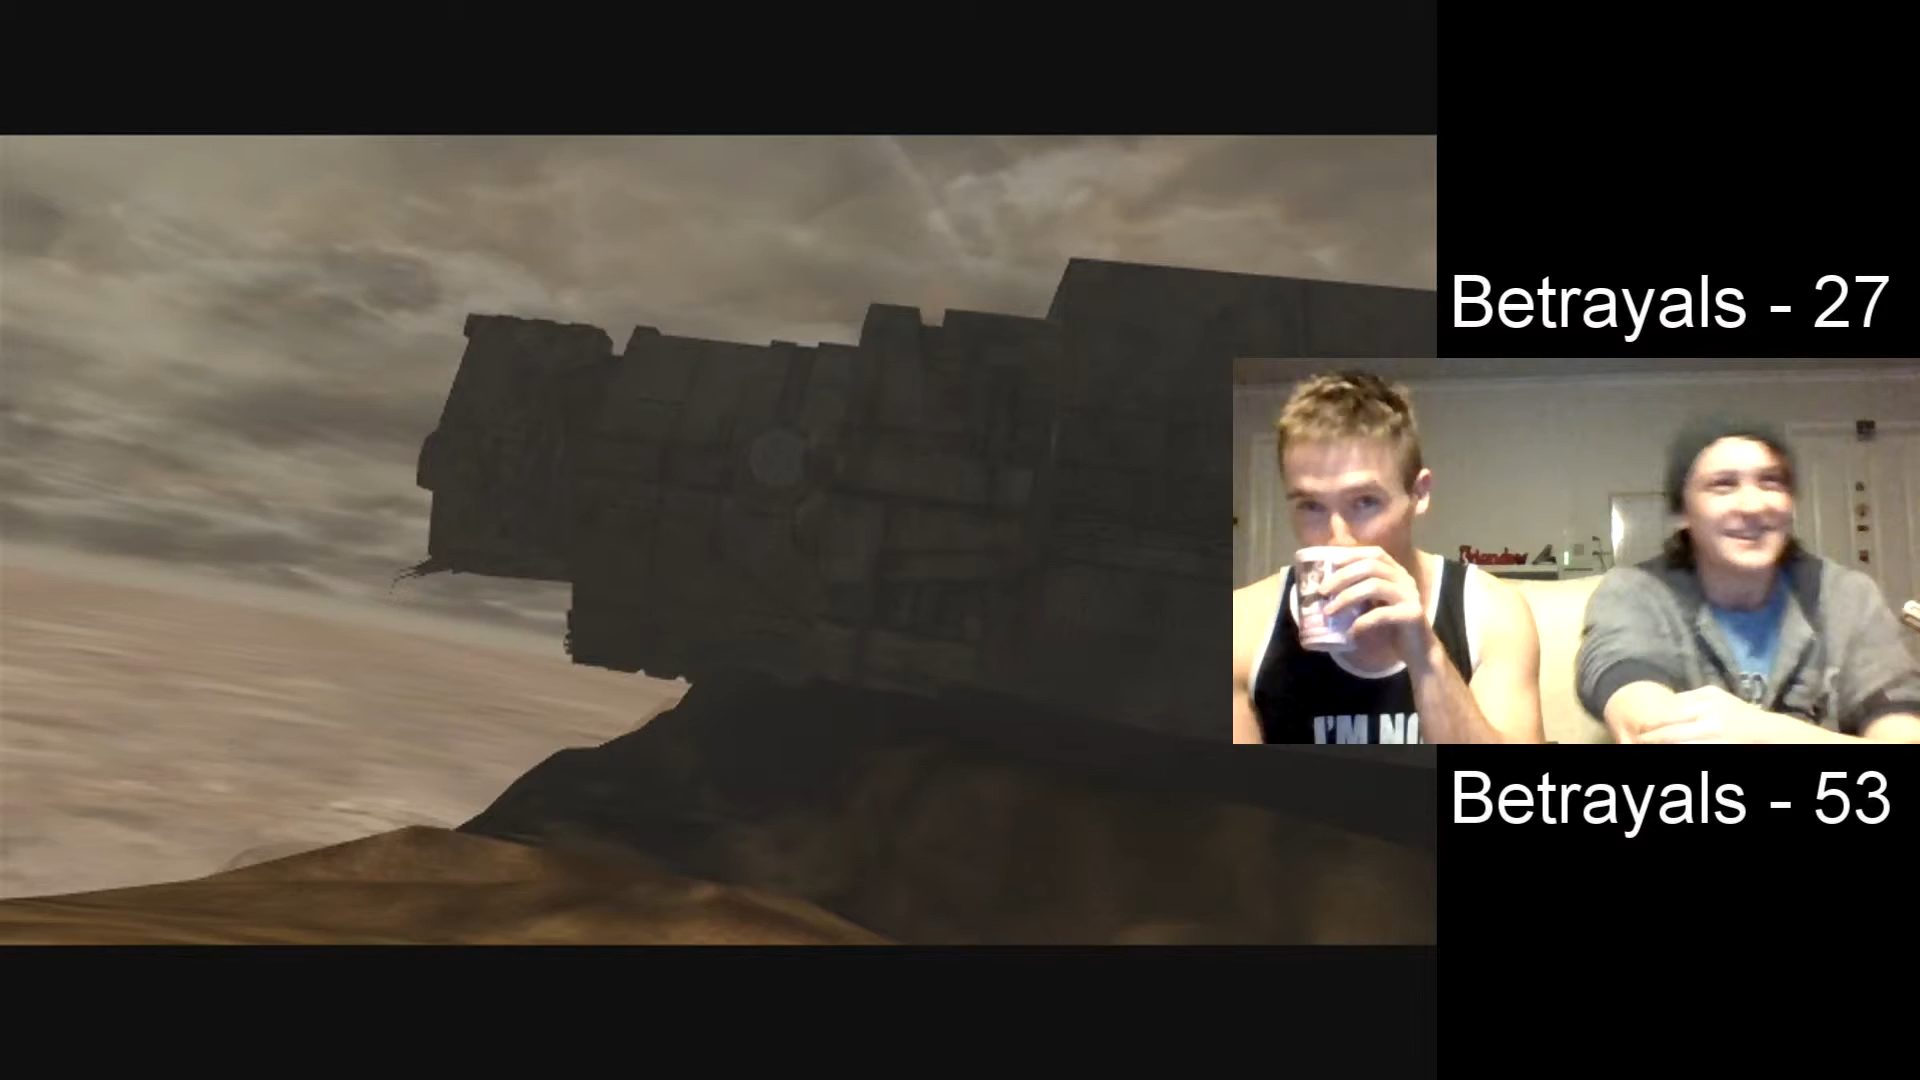 Betrayals - 27
I'M NO
Betrayals - 53